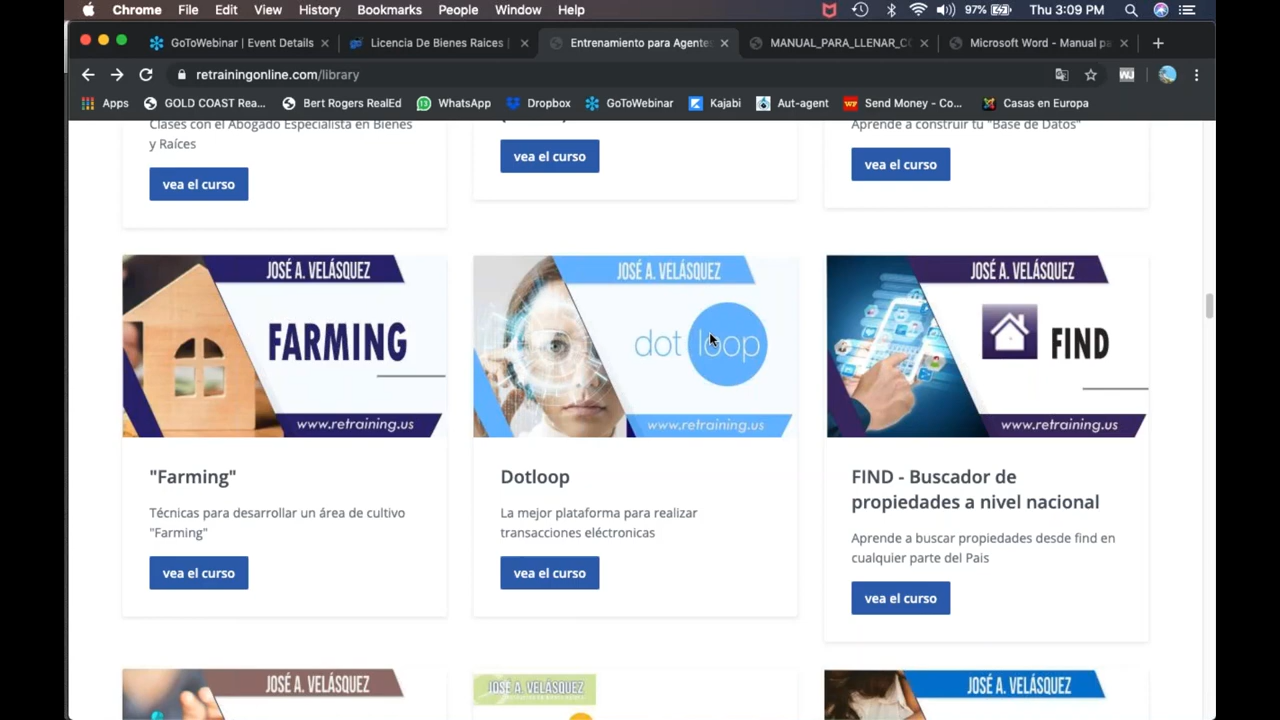 Chrome File Edit View History Bookmarks People Window Help 97% Thu 3:09 PM
GoToWebinar | Event Details
Licencia De Bienes Raices |
Entrenamiento para Agentes
MANUAL_PARA_LLENAR_C
Microsoft Word - Manual pa
retrainingonline.com/library
Apps GOLD COAST Rea... Bert Rogers RealEd WhatsApp Dropbox GoToWebinar Kajabi Aut-agent Send Money - Co... Casas en Europa
Clases con el Abogado Especialista en Bienes
y Raíces
vea el curso
vea el curso
Aprende a construir tu "Base de Datos"
vea el curso
JOSÉ A. VELÁSQUEZ
FARMING
www.retraining.us
"Farming"
Técnicas para desarrollar un área de cultivo
"Farming"
vea el curso
JOSÉ A. VELÁSQUEZ
dot loop
www.retraining.us
Dotloop
La mejor plataforma para realizar
transacciones eléctronicas
vea el curso
JOSÉ A. VELÁSQUEZ
FIND
www.retraining.us
FIND - Buscador de
propiedades a nivel nacional
Aprende a buscar propiedades desde find en
cualquier parte del Pais
vea el curso
JOSÉ A. VELÁSQUEZ
JOSÉ A. VELÁSQUEZ
JOSÉ A. VELÁSQUEZ